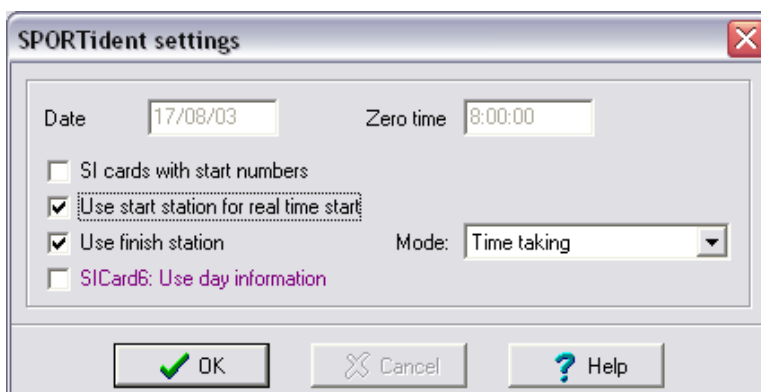 SPORTident settings
Date 17/08/03 Zero time 8:00:00
SI cards with start numbers
Use start station for real time start
Use finish station Mode: Time taking
SICard6: Use day information
OK Cancel ? Help